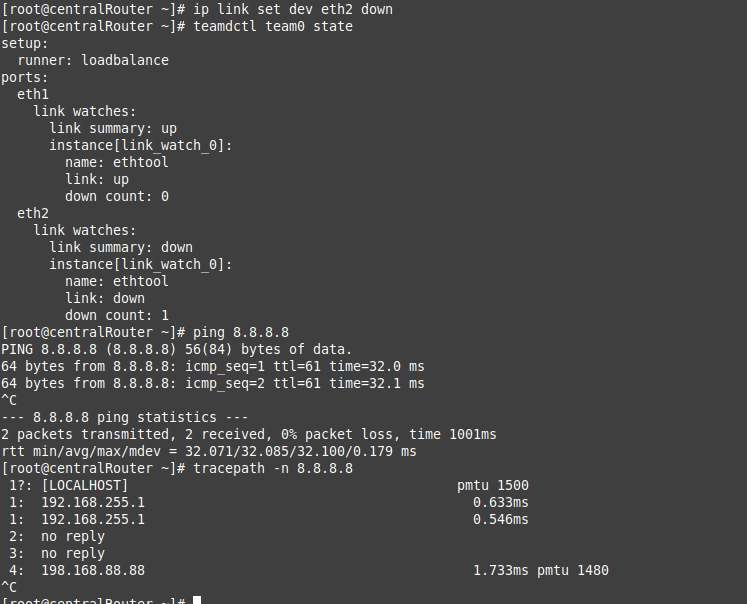 [root@centralRouter ~]# ip link set dev eth2 down
[root@centralRouter ~]# teamdctl team0 state
setup:
  runner: loadbalance
ports:
  eth1
    link watches:
      link summary: up
      instance[link_watch_0]:
        name: ethtool
        link: up
        down count: 0
  eth2
    link watches:
      link summary: down
      instance[link_watch_0]:
        name: ethtool
        link: down
        down count: 1
[root@centralRouter ~]# ping 8.8.8.8
PING 8.8.8.8 (8.8.8.8) 56(84) bytes of data.
64 bytes from 8.8.8.8: icmp_seq=1 ttl=61 time=32.0 ms
64 bytes from 8.8.8.8: icmp_seq=2 ttl=61 time=32.1 ms
^C
--- 8.8.8.8 ping statistics ---
2 packets transmitted, 2 received, 0% packet loss, time 1001ms
rtt min/avg/max/mdev = 32.071/32.085/32.100/0.179 ms
[root@centralRouter ~]# tracepath -n 8.8.8.8
 1?: [LOCALHOST]                                         pmtu 1500
 1:  192.168.255.1                                         0.633ms
 1:  192.168.255.1                                         0.546ms
 2:  no reply
 3:  no reply
 4:  198.168.88.88                                         1.733ms pmtu 1480
^C
[root@centralRouter ~]#